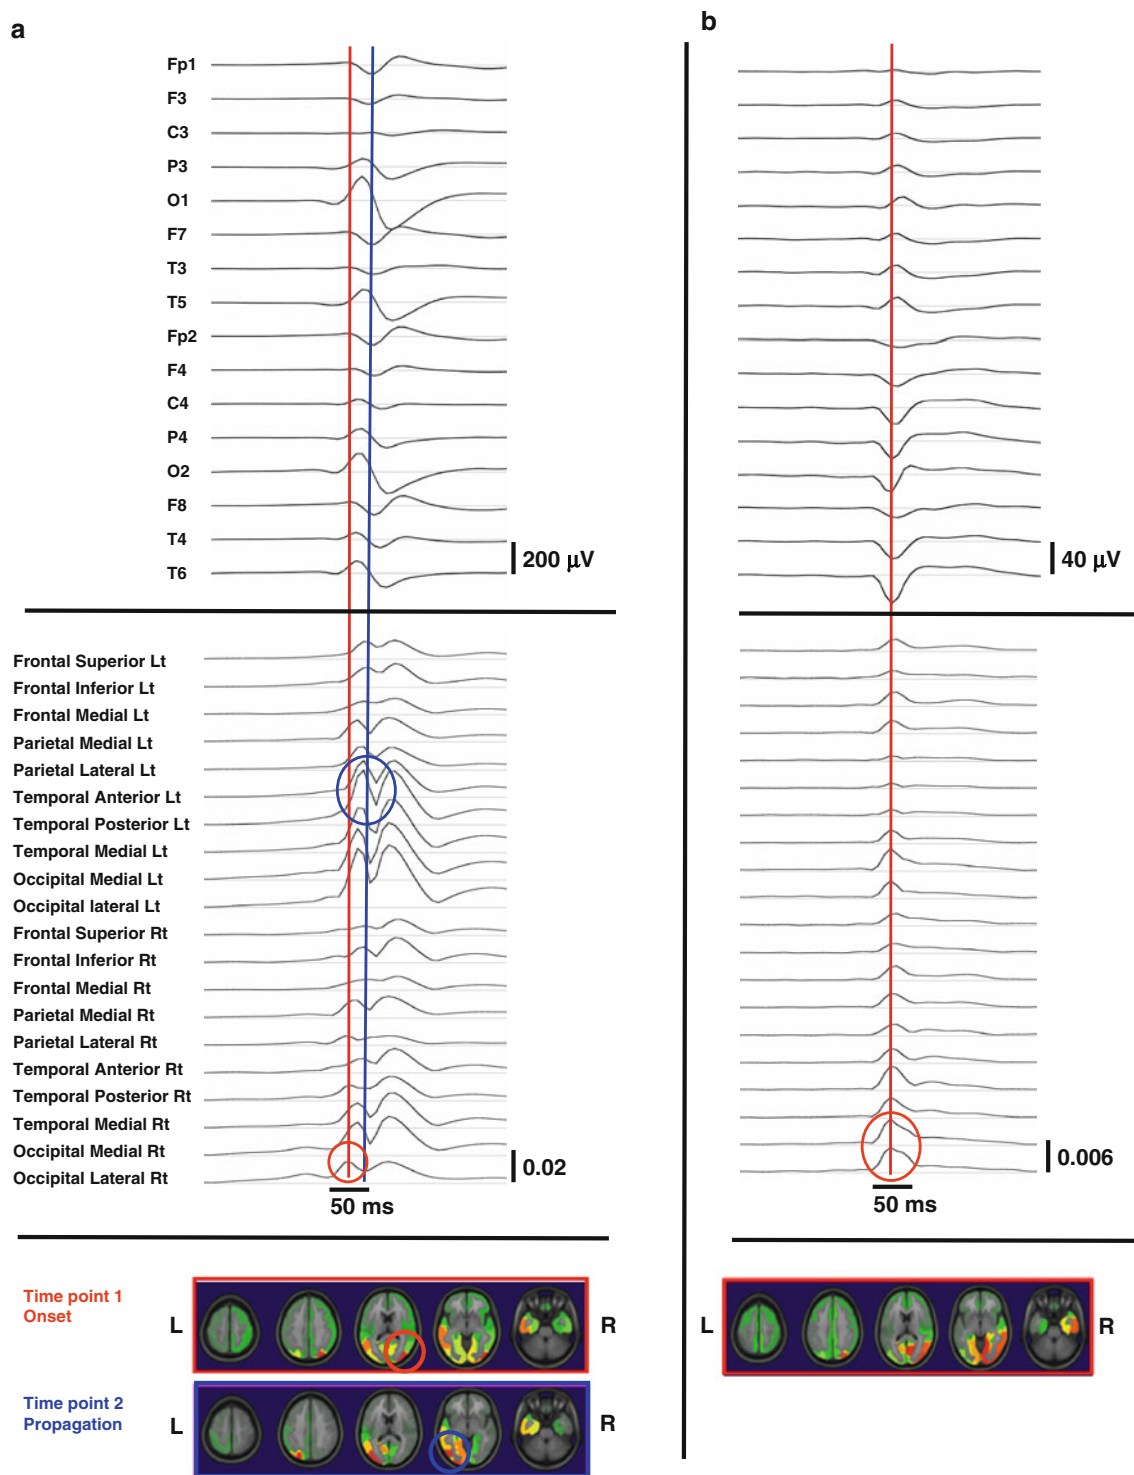 a
b
Fp1
F3
C3
P3
O1
F7
T3
T5
Fp2
F4
C4
P4
O2
F8
T4
T6
200 µV
40 µV
Frontal Superior Lt
Frontal Inferior Lt
Frontal Medial Lt
Parietal Medial Lt
Parietal Lateral Lt
Temporal Anterior Lt
Temporal Posterior Lt
Temporal Medial Lt
Occipital Medial Lt
Occipital lateral Lt
Frontal Superior Rt
Frontal Inferior Rt
Frontal Medial Rt
Parietal Medial Rt
Parietal Lateral Rt
Temporal Anterior Rt
Temporal Posterior Rt
Temporal Medial Rt
Occipital Medial Rt
Occipital Lateral Rt
0.02
0.006
50 ms
50 ms
Time point 1
Onset
L
R
L
R
Time point 2
Propagation
L
R